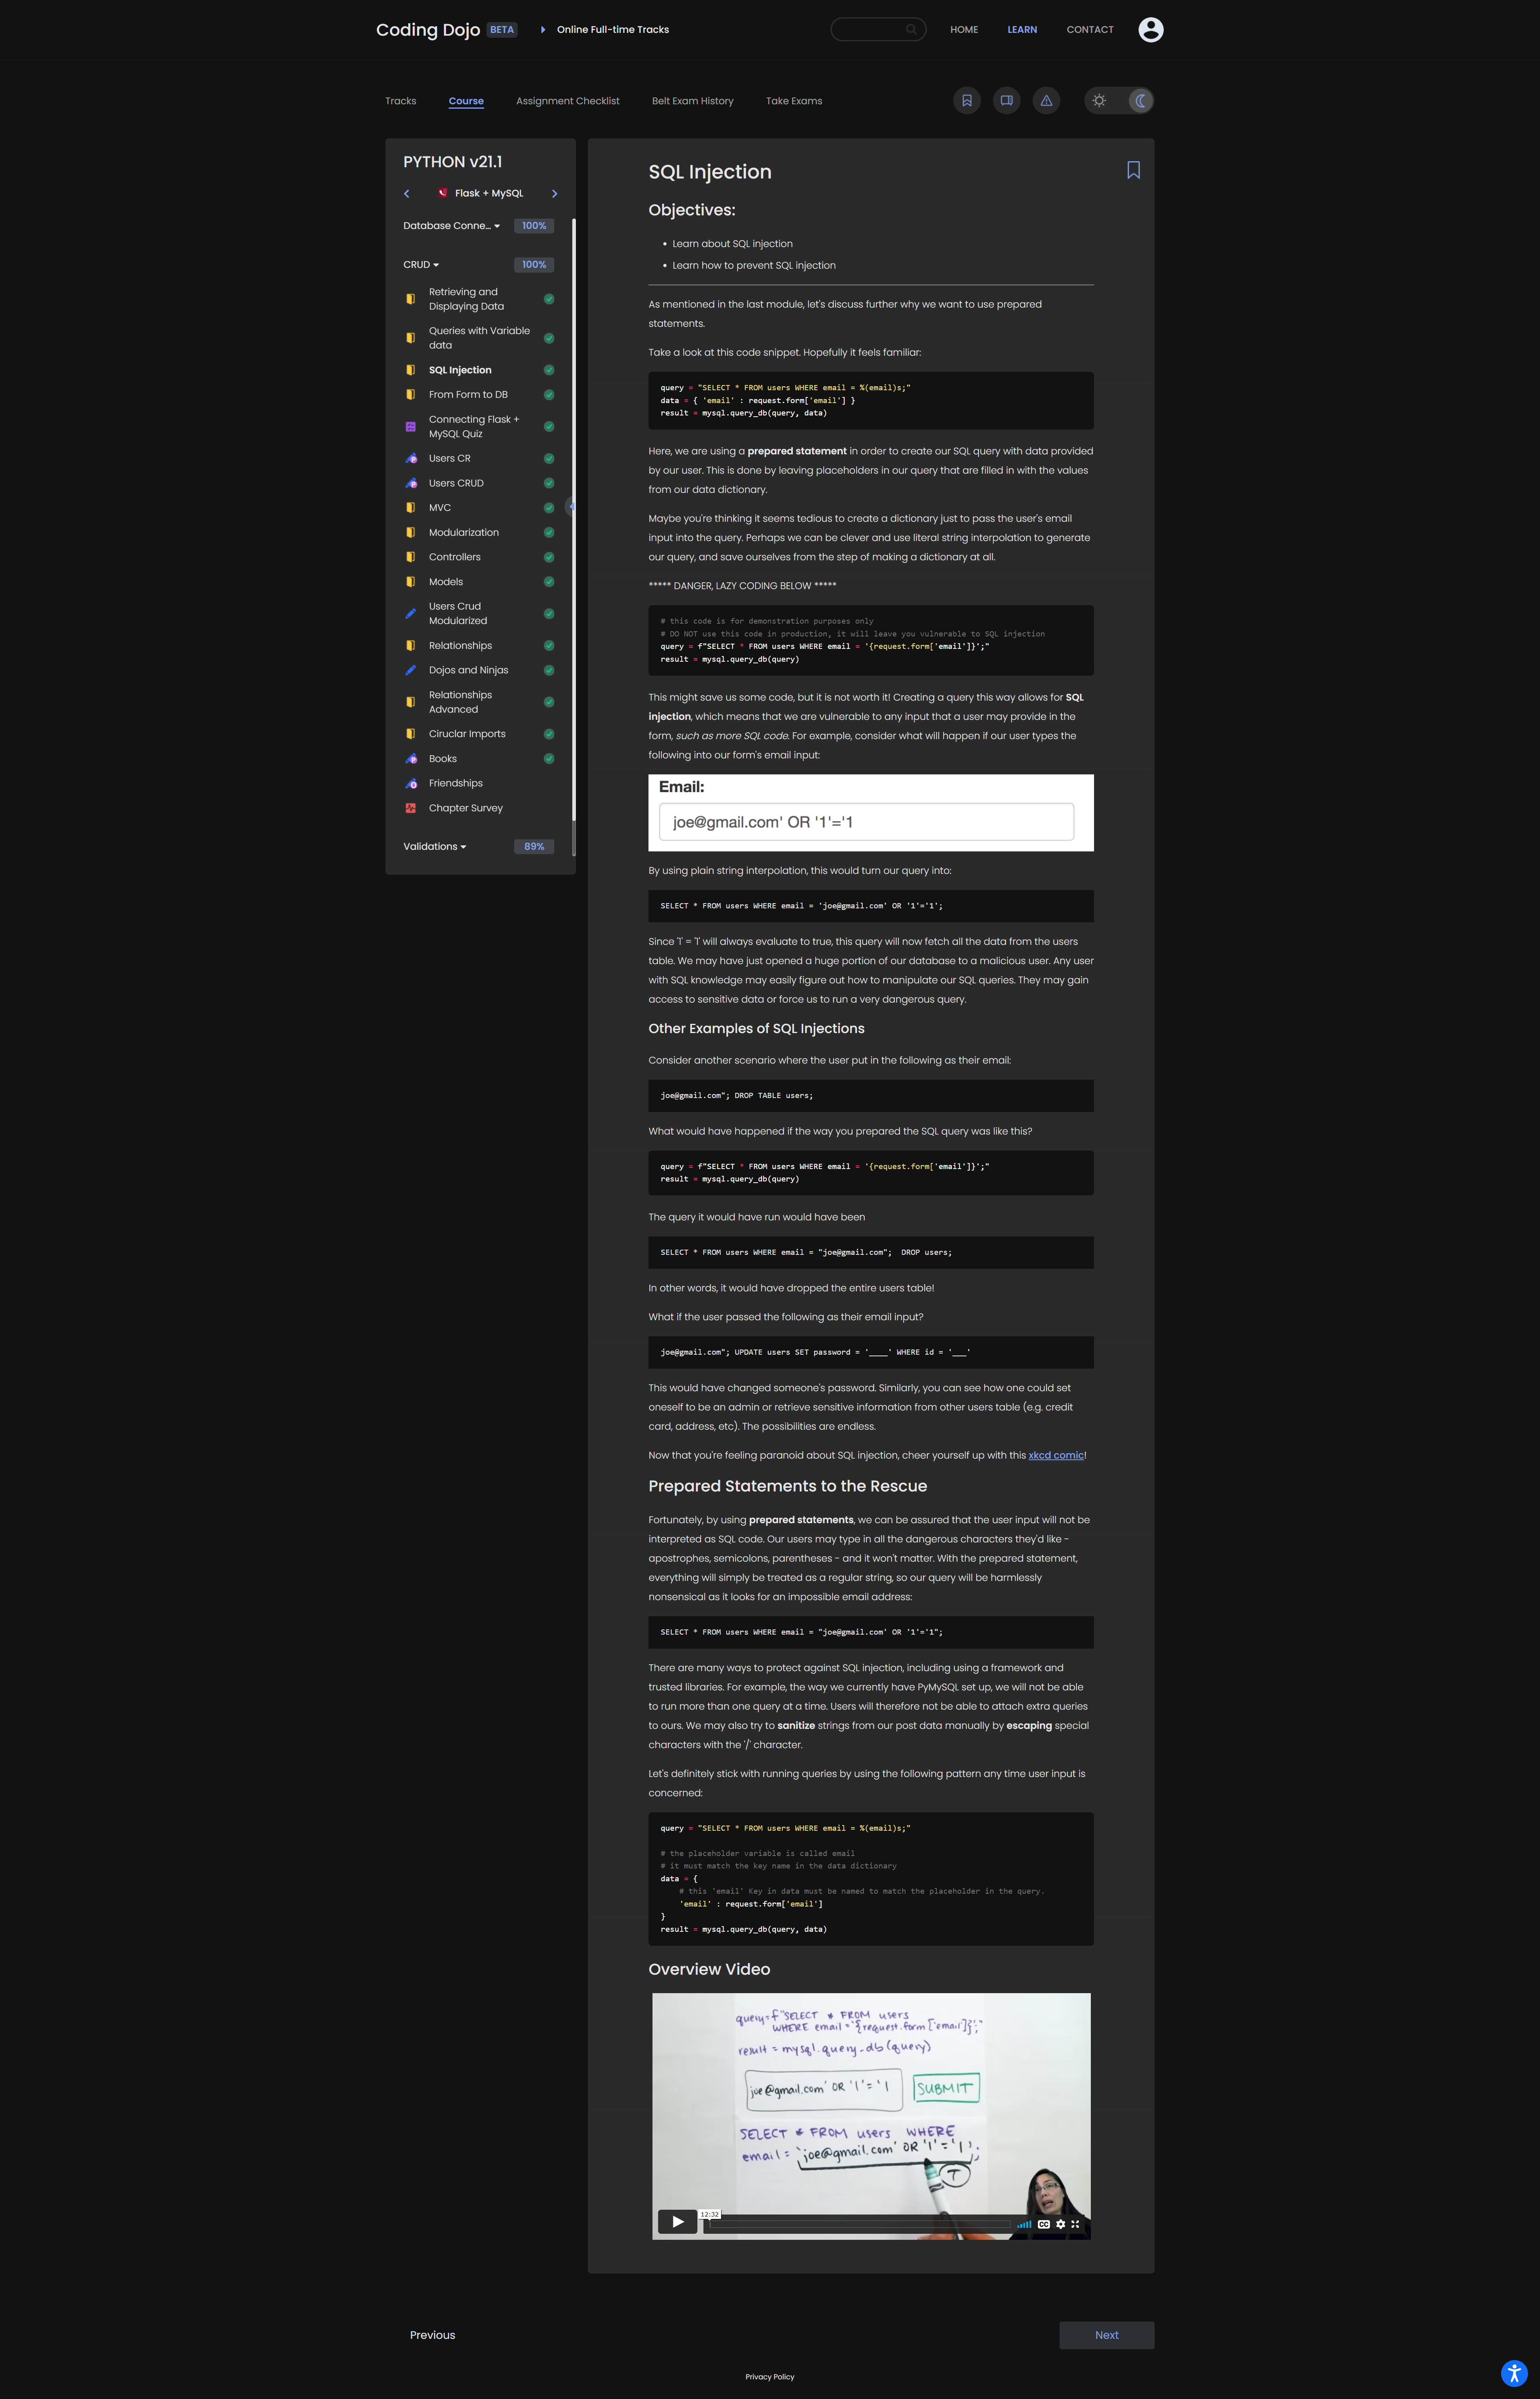 Coding Dojo BETA Online Full-time Tracks HOME LEARN CONTACT
Tracks Course Assignment Checklist Belt Exam History Take Exams
PYTHON v21.1
Flask + MySQL
Database Conne... 100%
CRUD 100%
Retrieving and
Displaying Data
Queries with Variable
data
SQL Injection
From Form to DB
Connecting Flask +
MySQL Quiz
Users CR
Users CRUD
MVC
Modularization
Controllers
Models
Users Crud
Modularized
Relationships
Dojos and Ninjas
Relationships
Advanced
Ciruclar Imports
Books
Friendships
Chapter Survey
Validations 89%
SQL Injection
Objectives:
• Learn about SQL injection
• Learn how to prevent SQL injection
As mentioned in the last module, let's discuss further why we want to use prepared
statements.
Take a look at this code snippet. Hopefully it feels familiar:
query = "SELECT * FROM users WHERE email = %(email)s;"
data = { 'email' : request.form['email'] }
result = mysql.query_db(query, data)
Here, we are using a prepared statement in order to create our SQL query with data provided
by our user. This is done by leaving placeholders in our query that are filled in with the values
from our data dictionary.
Maybe you're thinking it seems tedious to create a dictionary just to pass the user's email
input into the query. Perhaps we can be clever and use literal string interpolation to generate
our query, and save ourselves from the step of making a dictionary at all.
***** DANGER, LAZY CODING BELOW *****
# this code is for demonstration purposes only
# DO NOT use this code in production, it will leave you vulnerable to SQL injection
query = f"SELECT * FROM users WHERE email = '{request.form['email']}';"
result = mysql.query_db(query)
This might save us some code, but it is not worth it! Creating a query this way allows for SQL
injection, which means that we are vulnerable to any input that a user may provide in the
form, such as more SQL code. For example, consider what will happen if our user types the
following into our form's email input:
Email:
joe@gmail.com' OR '1'='1
By using plain string interpolation, this would turn our query into:
SELECT * FROM users WHERE email = 'joe@gmail.com' OR '1'='1';
Since '1' = '1' will always evaluate to true, this query will now fetch all the data from the users
table. We may have just opened a huge portion of our database to a malicious user. Any user
with SQL knowledge may easily figure out how to manipulate our SQL queries. They may gain
access to sensitive data or force us to run a very dangerous query.
Other Examples of SQL Injections
Consider another scenario where the user put in the following as their email:
joe@gmail.com"; DROP TABLE users;
What would have happened if the way you prepared the SQL query was like this?
query = f"SELECT * FROM users WHERE email = '{request.form['email']}';"
result = mysql.query_db(query)
The query it would have run would have been
SELECT * FROM users WHERE email = "joe@gmail.com";  DROP users;
In other words, it would have dropped the entire users table!
What if the user passed the following as their email input?
joe@gmail.com"; UPDATE users SET password = '____' WHERE id = '___'
This would have changed someone's password. Similarly, you can see how one could set
oneself to be an admin or retrieve sensitive information from other users table (e.g. credit
card, address, etc). The possibilities are endless.
Now that you're feeling paranoid about SQL injection, cheer yourself up with this xkcd comic!
Prepared Statements to the Rescue
Fortunately, by using prepared statements, we can be assured that the user input will not be
interpreted as SQL code. Our users may type in all the dangerous characters they'd like -
apostrophes, semicolons, parentheses - and it won't matter. With the prepared statement,
everything will simply be treated as a regular string, so our query will be harmlessly
nonsensical as it looks for an impossible email address:
SELECT * FROM users WHERE email = "joe@gmail.com' OR '1'='1";
There are many ways to protect against SQL injection, including using a framework and
trusted libraries. For example, the way we currently have PyMySQL set up, we will not be able
to run more than one query at a time. Users will therefore not be able to attach extra queries
to ours. We may also try to sanitize strings from our post data manually by escaping special
characters with the '/' character.
Let's definitely stick with running queries by using the following pattern any time user input is
concerned:
query = "SELECT * FROM users WHERE email = %(email)s;"
# the placeholder variable is called email
# it must match the key name in the data dictionary
data = {
# this 'email' Key in data must be named to match the placeholder in the query.
'email' : request.form['email']
}
result = mysql.query_db(query, data)
Overview Video
query=f"SELECT * FROM users
WHERE email='{request.form['email']}';"
result = mysql.query_db(query)
joe@gmail.com' OR '1'='1 SUBMIT
SELECT * FROM users WHERE
email = 'joe@gmail.com' OR '1'='1';
T
12:32
CC
Previous Next
Privacy Policy